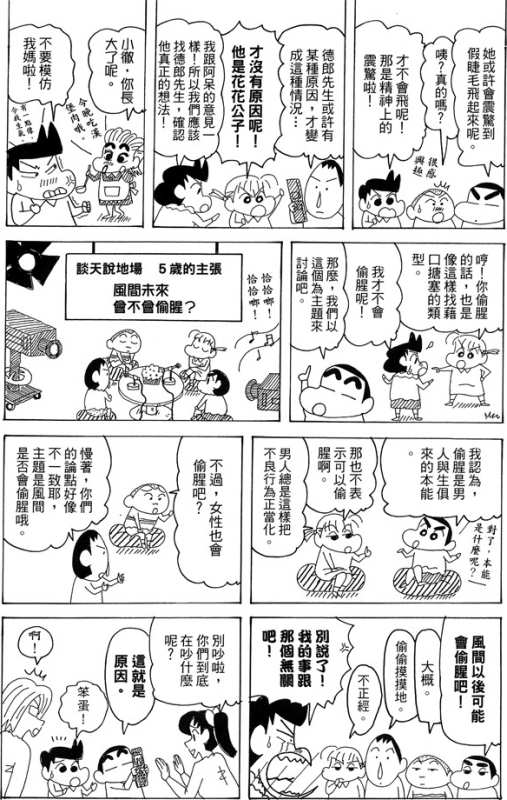 她或許會震驚到
假睫毛飛起來呢。
咦？真的嗎？
很感
興趣
才不會飛呢！
那是精神上的
震驚啦！
德郎先生或許有
某種原因，才變
成這種情況…
才沒有原因呢！
他是花花公子！
我跟阿呆的意見一
樣！所以我們應該
找德郎先生，確認
他真正的想法！
小徹，你長
大了呢。
今晚吃漢
堡肉哦。
不要模仿
我媽啦！
哼！你偷腥
的話，也是
像這樣找藉
口搪塞的類
型。
我才不會
偷腥呢！
那麼，我們以
這個為主題來
討論吧。
恰恰啷！
恰恰啷！
談天說地場 5歲的主張
風間未來
曾不曾偷腥？
我認為，
偷腥是男
人與生俱
來的本能
對了，本能
是什麼呢？
那也不表
示可以偷
腥啊。
男人總是這樣把
不良行為正當化。
不過，女性也會
偷腥吧？
慢著，你們
的論點好像
不一致耶，
主題是風間
是否會偷腥哦。
風間以後可能
會偷腥吧！
大概。
偷偷摸摸地。
不正經。
別說了！
我的事跟
那個無關
吧！
別吵啦，
你們到底
在吵什麼
呢？
這就是
原因。
笨蛋！
啊！